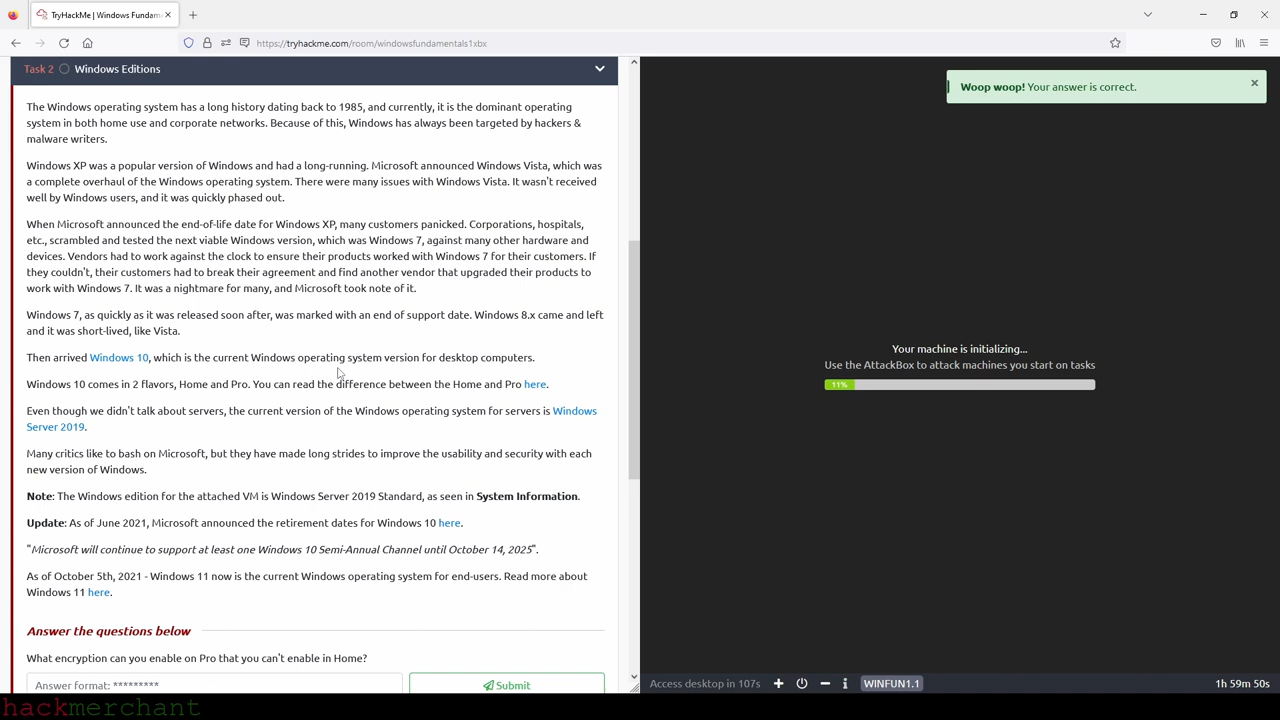 TryHackMe | Windows Fundam
https://tryhackme.com/room/windowsfundamentals1xbx
Task 2 Windows Editions
The Windows operating system has a long history dating back to 1985, and currently, it is the dominant operating
system in both home use and corporate networks. Because of this, Windows has always been targeted by hackers &
malware writers.
Windows XP was a popular version of Windows and had a long-running. Microsoft announced Windows Vista, which was
a complete overhaul of the Windows operating system. There were many issues with Windows Vista. It wasn't received
well by Windows users, and it was quickly phased out.
When Microsoft announced the end-of-life date for Windows XP, many customers panicked. Corporations, hospitals,
etc., scrambled and tested the next viable Windows version, which was Windows 7, against many other hardware and
devices. Vendors had to work against the clock to ensure their products worked with Windows 7 for their customers. If
they couldn't, their customers had to break their agreement and find another vendor that upgraded their products to
work with Windows 7. It was a nightmare for many, and Microsoft took note of it.
Windows 7, as quickly as it was released soon after, was marked with an end of support date. Windows 8.x came and left
and it was short-lived, like Vista.
Then arrived Windows 10, which is the current Windows operating system version for desktop computers.
Windows 10 comes in 2 flavors, Home and Pro. You can read the difference between the Home and Pro here.
Even though we didn't talk about servers, the current version of the Windows operating system for servers is Windows
Server 2019.
Many critics like to bash on Microsoft, but they have made long strides to improve the usability and security with each
new version of Windows.
Note: The Windows edition for the attached VM is Windows Server 2019 Standard, as seen in System Information.
Update: As of June 2021, Microsoft announced the retirement dates for Windows 10 here.
"Microsoft will continue to support at least one Windows 10 Semi-Annual Channel until October 14, 2025".
As of October 5th, 2021 - Windows 11 now is the current Windows operating system for end-users. Read more about
Windows 11 here.
Answer the questions below
What encryption can you enable on Pro that you can't enable in Home?
Answer format: *********
Submit
Woop woop! Your answer is correct.
Your machine is initializing...
Use the AttackBox to attack machines you start on tasks
11%
Access desktop in 107s
WINFUN1.1
1h 59m 50s
hackmerchant